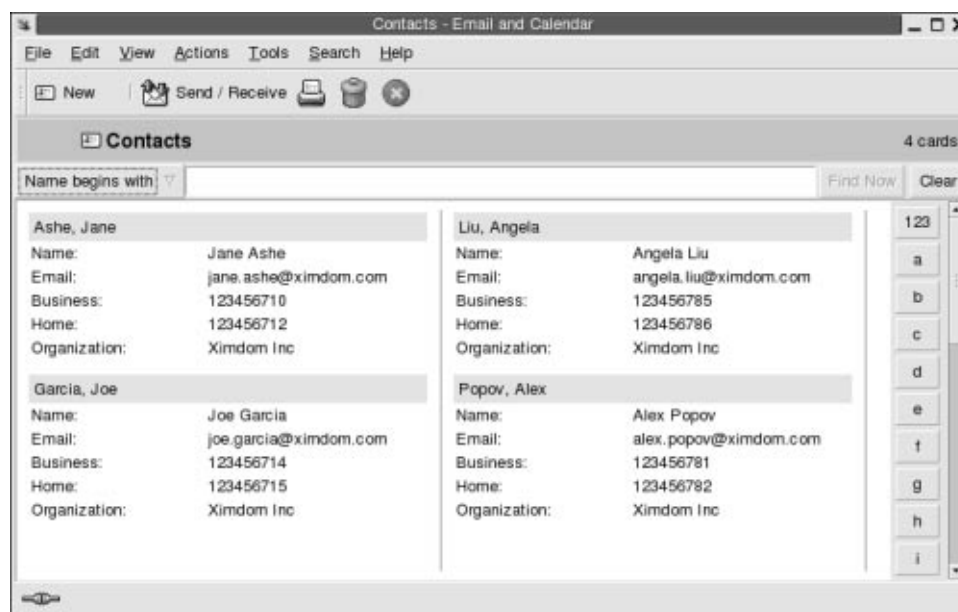 Contacts - Email and Calendar
File Edit View Actions Tools Search Help
New Send / Receive
Contacts 4 cards
Name begins with Find Now Clear
Ashe, Jane
Name: Jane Ashe
Email: jane.ashe@ximdom.com
Business: 123456710
Home: 123456712
Organization: Ximdom Inc
Garcia, Joe
Name: Joe Garcia
Email: joe.garcia@ximdom.com
Business: 123456714
Home: 123456715
Organization: Ximdom Inc
Liu, Angela
Name: Angela Liu
Email: angela.liu@ximdom.com
Business: 123456785
Home: 123456786
Organization: Ximdom Inc
Popov, Alex
Name: Alex Popov
Email: alex.popov@ximdom.com
Business: 123456781
Home: 123456782
Organization: Ximdom Inc
123
a
b
c
d
e
f
g
h
i